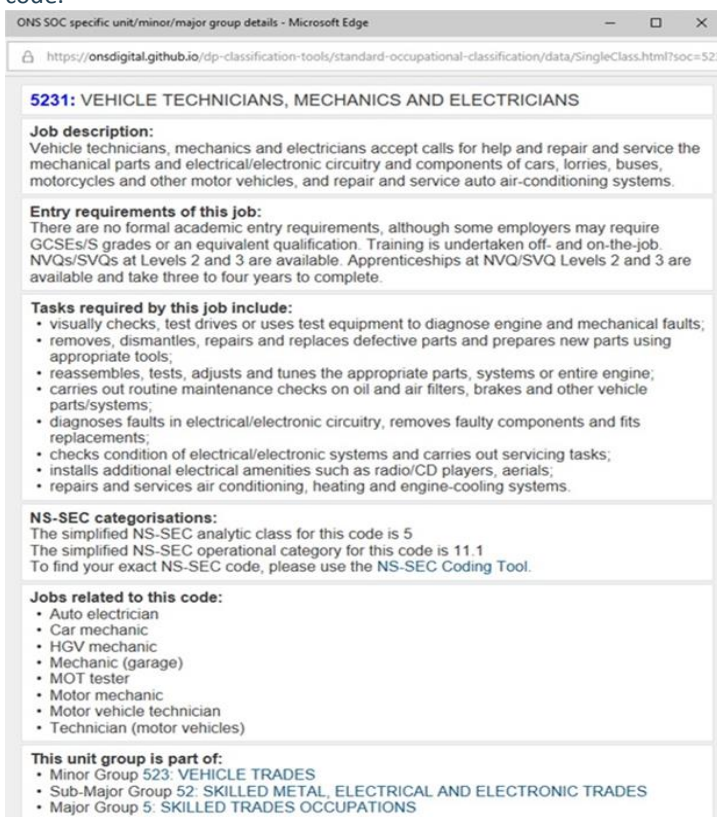 code.
ONS SOC specific unit/minor/major group details - Microsoft Edge
https://onsdigital.github.io/dp-classification-tools/standard-occupational-classification/data/SingleClass.html?soc=52
5231: VEHICLE TECHNICIANS, MECHANICS AND ELECTRICIANS
Job description:
Vehicle technicians, mechanics and electricians accept calls for help and repair and service the
mechanical parts and electrical/electronic circuitry and components of cars, lorries, buses,
motorcycles and other motor vehicles, and repair and service auto air-conditioning systems.
Entry requirements of this job:
There are no formal academic entry requirements, although some employers may require
GCSEs/S grades or an equivalent qualification. Training is undertaken off- and on-the-job.
NVQs/SVQs at Levels 2 and 3 are available. Apprenticeships at NVQ/SVQ Levels 2 and 3 are
available and take three to four years to complete.
Tasks required by this job include:
• visually checks, test drives or uses test equipment to diagnose engine and mechanical faults;
• removes, dismantles, repairs and replaces defective parts and prepares new parts using
appropriate tools;
• reassembles, tests, adjusts and tunes the appropriate parts, systems or entire engine;
• carries out routine maintenance checks on oil and air filters, brakes and other vehicle
parts/systems;
• diagnoses faults in electrical/electronic circuitry, removes faulty components and fits
replacements;
• checks condition of electrical/electronic systems and carries out servicing tasks;
• installs additional electrical amenities such as radio/CD players, aerials;
• repairs and services air conditioning, heating and engine-cooling systems.
NS-SEC categorisations:
The simplified NS-SEC analytic class for this code is 5
The simplified NS-SEC operational category for this code is 11.1
To find your exact NS-SEC code, please use the NS-SEC Coding Tool.
Jobs related to this code:
• Auto electrician
• Car mechanic
• HGV mechanic
• Mechanic (garage)
• MOT tester
• Motor mechanic
• Motor vehicle technician
• Technician (motor vehicles)
This unit group is part of:
• Minor Group 523: VEHICLE TRADES
• Sub-Major Group 52: SKILLED METAL, ELECTRICAL AND ELECTRONIC TRADES
• Major Group 5: SKILLED TRADES OCCUPATIONS